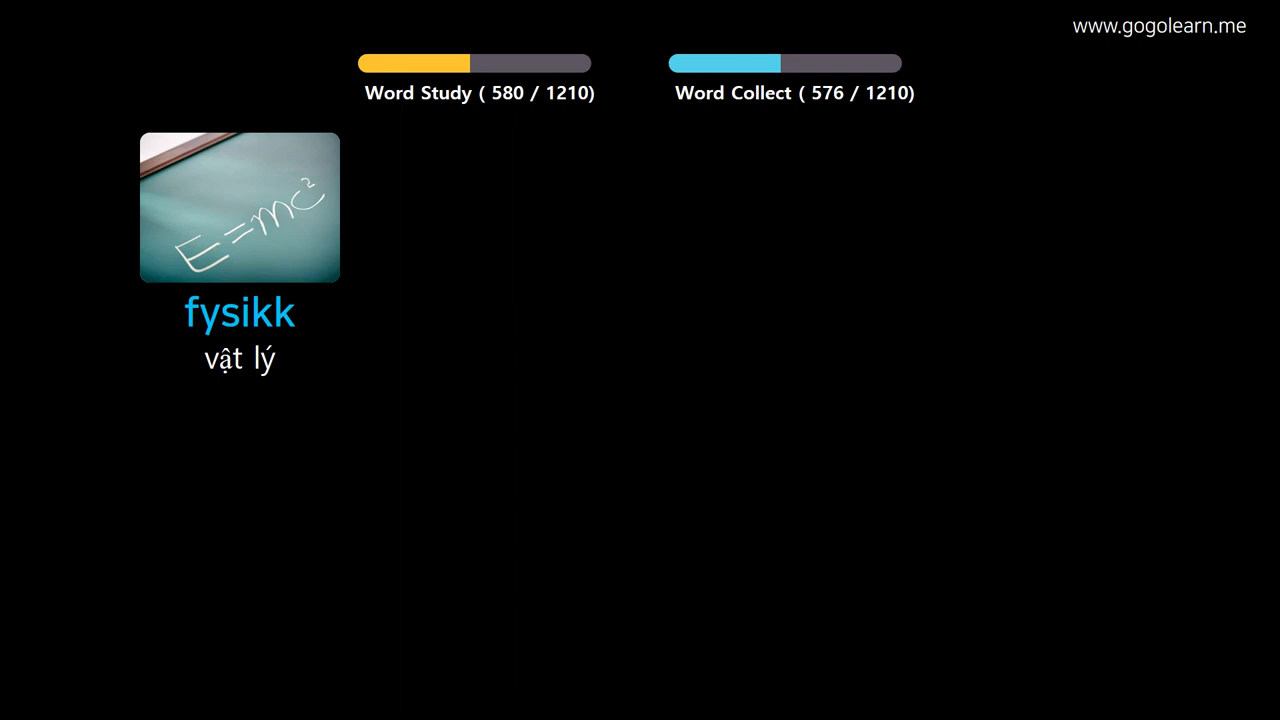 www.gogolearn.me
Word Study ( 580 / 1210)
Word Collect ( 576 / 1210)
E=mc²
fysikk
vật lý